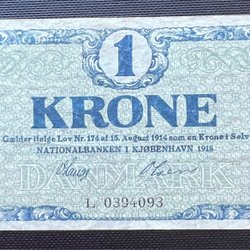 1
KRONE
Gælder ifølge Lov Nr. 174 af 15. August 1914 som en Krone i Sølv
NATIONALBANKEN I KJØBENHAVN 1918
DANMARK
L 0394093